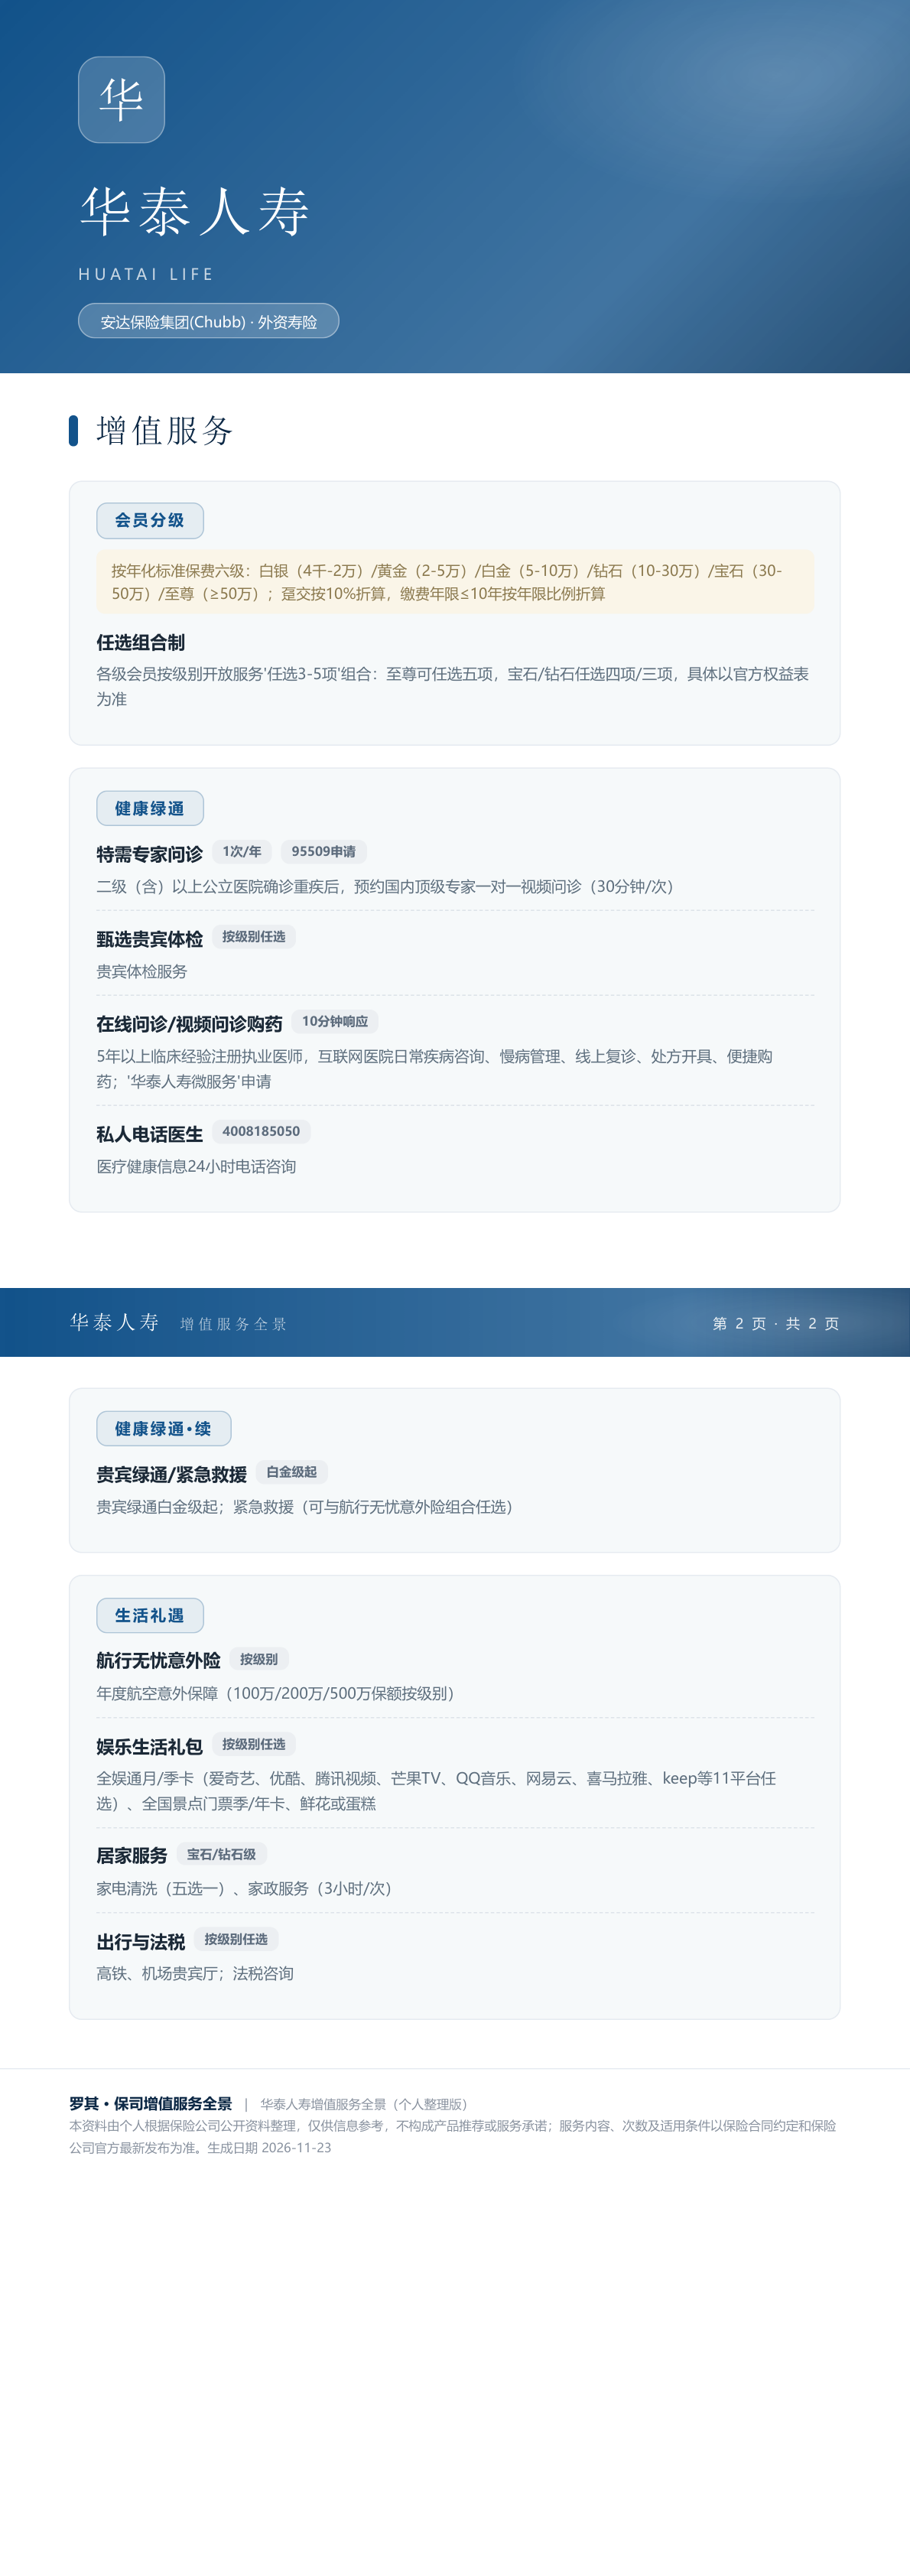 华
华泰人寿
HUATAI LIFE
安达保险集团(Chubb) · 外资寿险
增值服务
会员分级
按年化标准保费六级：白银（4千-2万）/黄金（2-5万）/白金（5-10万）/钻石（10-30万）/宝石（30-
50万）/至尊（≥50万）；趸交按10%折算，缴费年限≤10年按年限比例折算
任选组合制
各级会员按级别开放服务'任选3-5项'组合：至尊可任选五项，宝石/钻石任选四项/三项，具体以官方权益表
为准
健康绿通
特需专家问诊 1次/年 95509申请
二级（含）以上公立医院确诊重疾后，预约国内顶级专家一对一视频问诊（30分钟/次）
甄选贵宾体检 按级别任选
贵宾体检服务
在线问诊/视频问诊购药 10分钟响应
5年以上临床经验注册执业医师，互联网医院日常疾病咨询、慢病管理、线上复诊、处方开具、便捷购
药；'华泰人寿微服务'申请
私人电话医生 4008185050
医疗健康信息24小时电话咨询
华泰人寿 增值服务全景 第 2 页 · 共 2 页
健康绿通•续
贵宾绿通/紧急救援 白金级起
贵宾绿通白金级起；紧急救援（可与航行无忧意外险组合任选）
生活礼遇
航行无忧意外险 按级别
年度航空意外保障（100万/200万/500万保额按级别）
娱乐生活礼包 按级别任选
全娱通月/季卡（爱奇艺、优酷、腾讯视频、芒果TV、QQ音乐、网易云、喜马拉雅、keep等11平台任
选）、全国景点门票季/年卡、鲜花或蛋糕
居家服务 宝石/钻石级
家电清洗（五选一）、家政服务（3小时/次）
出行与法税 按级别任选
高铁、机场贵宾厅；法税咨询
罗其 • 保司增值服务全景 | 华泰人寿增值服务全景（个人整理版）
本资料由个人根据保险公司公开资料整理，仅供信息参考，不构成产品推荐或服务承诺；服务内容、次数及适用条件以保险合同约定和保险
公司官方最新发布为准。生成日期 2026-11-23